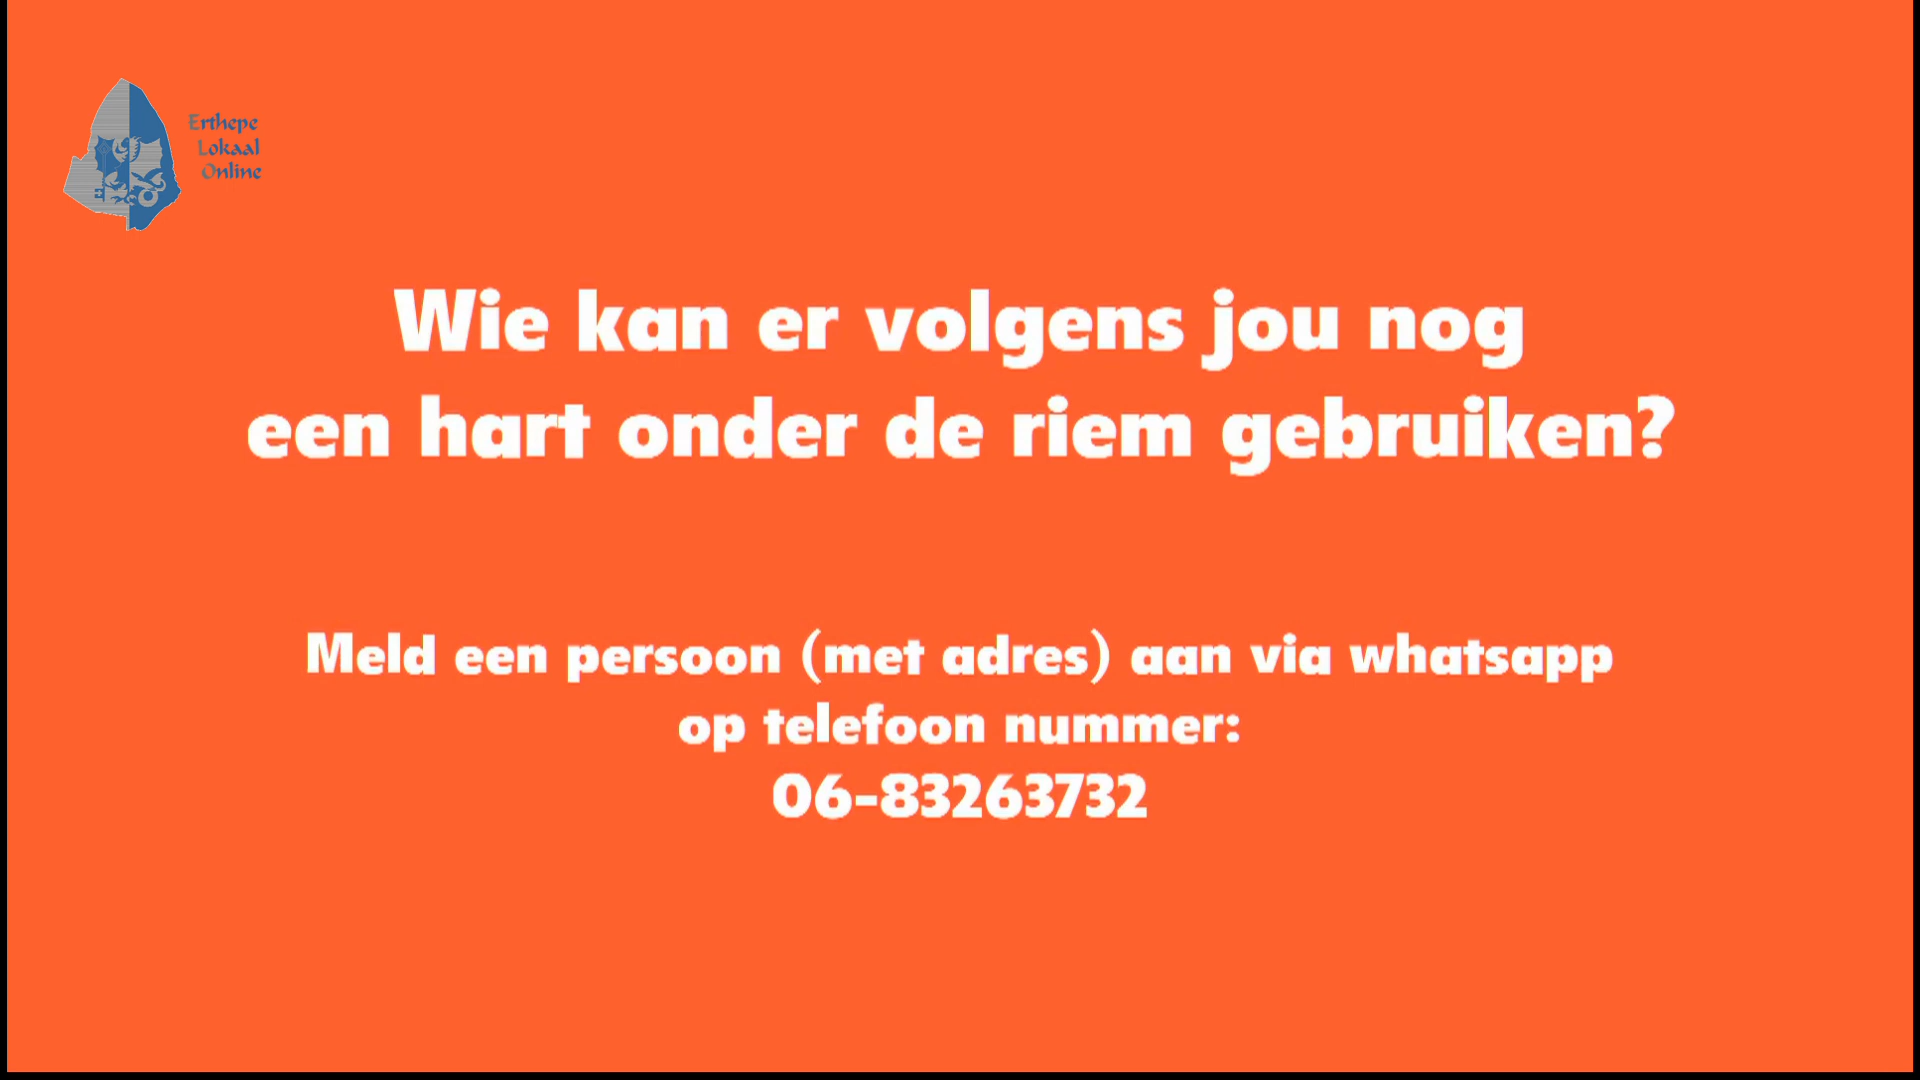 Erthepe
Lokaal
Online
Wie kan er volgens jou nog
een hart onder de riem gebruiken?
Meld een persoon (met adres) aan via whatsapp
op telefoon nummer:
06-83263732